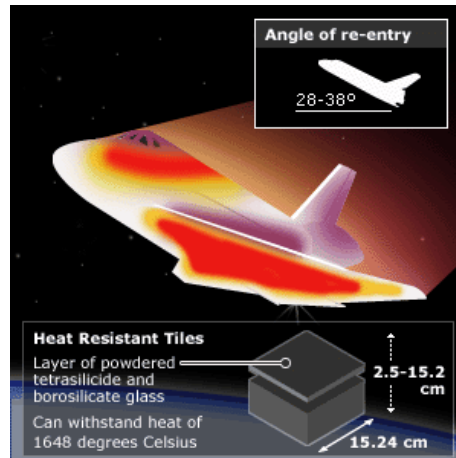 Angle of re-entry
28-38º
Heat Resistant Tiles
Layer of powdered
tetrasilicide and
borosilicate glass
Can withstand heat of
1648 degrees Celsius
2.5-15.2
cm
15.24 cm